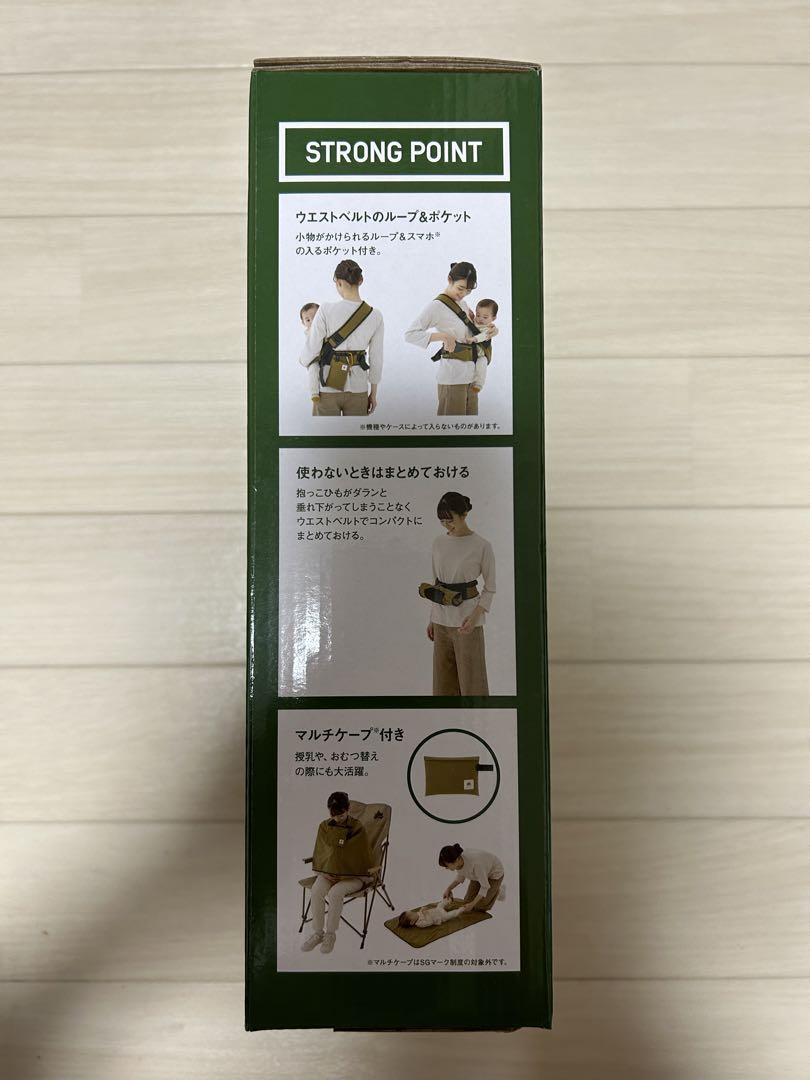 STRONG POINT
ウエストベルトのループ&ポケット
小物がかけられるループ&スマホ※
の入るポケット付き。
※機種やケースによって入らないものがあります。
使わないときはまとめておける
抱っこひもがダランと
垂れ下がってしまうことなく
ウエストベルトでコンパクトに
まとめておける。
マルチケープ※付き
授乳や、おむつ替え
の際にも大活躍。
※マルチケープはSGマーク制度の対象外です。